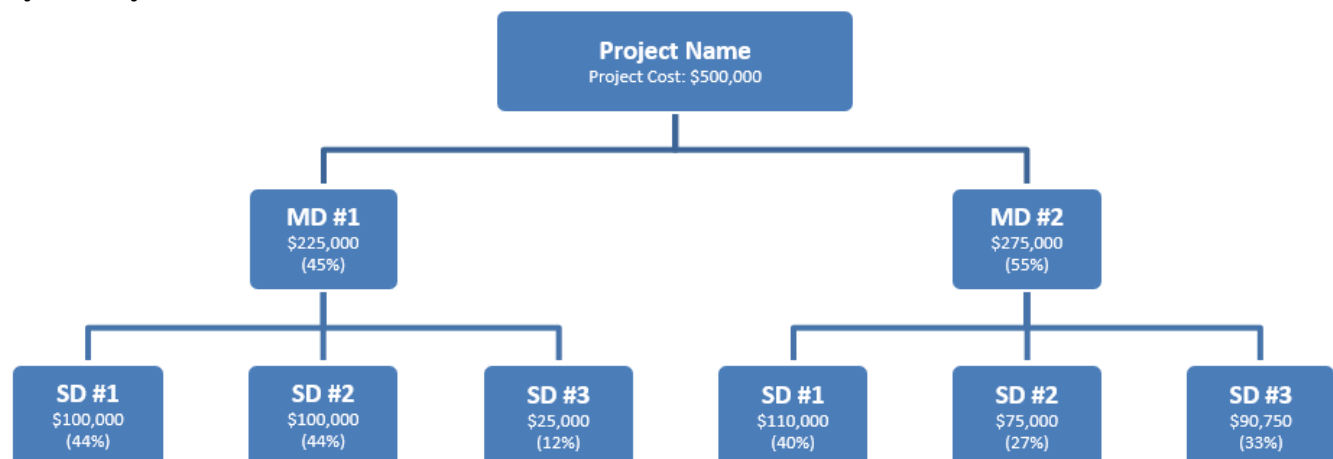 Project Name
Project Cost: $500,000
MD #1
$225,000
(45%)
MD #2
$275,000
(55%)
SD #1
$100,000
(44%)
SD #2
$100,000
(44%)
SD #3
$25,000
(12%)
SD #1
$110,000
(40%)
SD #2
$75,000
(27%)
SD #3
$90,750
(33%)